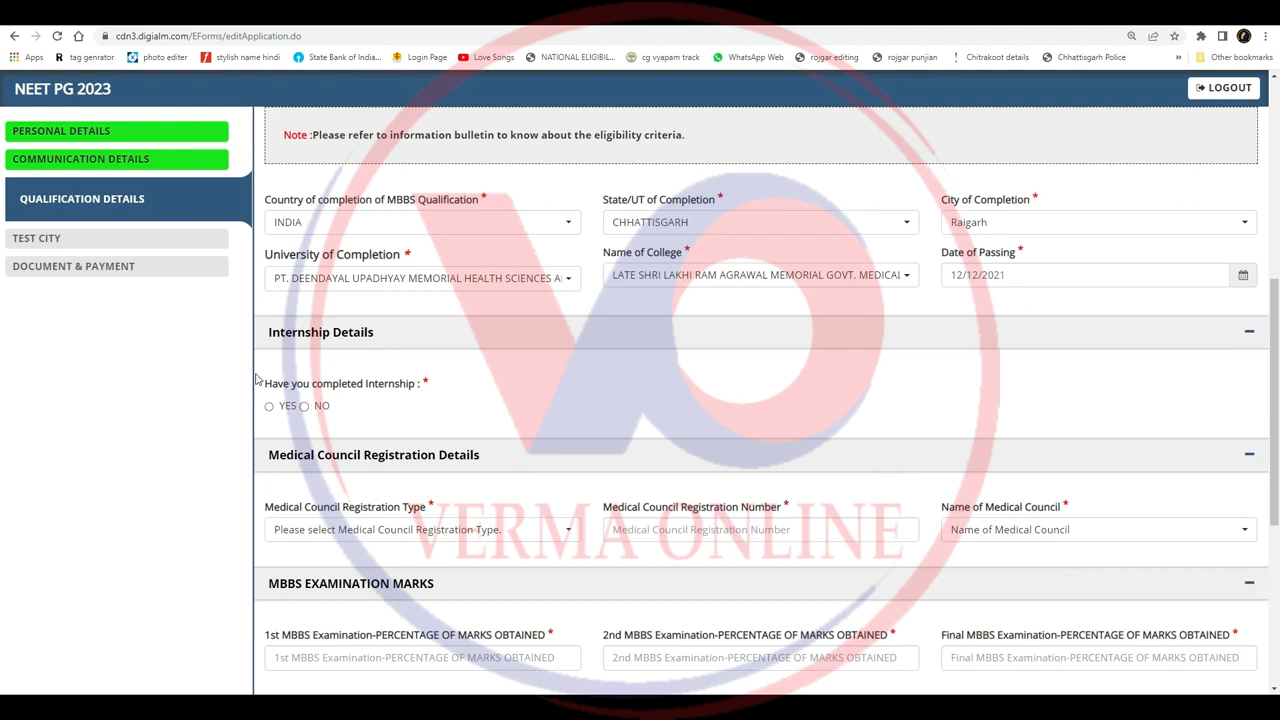 cdn3.digialm.com/EForms/editApplication.do
Apps tag genrator photo editer stylish name hindi State Bank of India... Login Page Love Songs NATIONAL ELIGIBIL... cg vyapam track WhatsApp Web rojgar editing rojgar punjian Chitrakoot details Chhattisgarh Police » Other bookmarks
NEET PG 2023
LOGOUT
PERSONAL DETAILS
COMMUNICATION DETAILS
QUALIFICATION DETAILS
TEST CITY
DOCUMENT & PAYMENT
Note :Please refer to information bulletin to know about the eligibility criteria.
Country of completion of MBBS Qualification * State/UT of Completion * City of Completion *
INDIA CHHATTISGARH Raigarh
University of Completion * Name of College * Date of Passing *
PT. DEENDAYAL UPADHYAY MEMORIAL HEALTH SCIENCES A LATE SHRI LAKHI RAM AGRAWAL MEMORIAL GOVT. MEDICAL 12/12/2021
Internship Details
Have you completed Internship : *
YES NO
Medical Council Registration Details
Medical Council Registration Type * Medical Council Registration Number * Name of Medical Council *
Please select Medical Council Registration Type. Medical Council Registration Number Name of Medical Council
VERMA ONLINE
MBBS EXAMINATION MARKS
1st MBBS Examination-PERCENTAGE OF MARKS OBTAINED * 2nd MBBS Examination-PERCENTAGE OF MARKS OBTAINED * Final MBBS Examination-PERCENTAGE OF MARKS OBTAINED *
1st MBBS Examination-PERCENTAGE OF MARKS OBTAINED 2nd MBBS Examination-PERCENTAGE OF MARKS OBTAINED Final MBBS Examination-PERCENTAGE OF MARKS OBTAINED